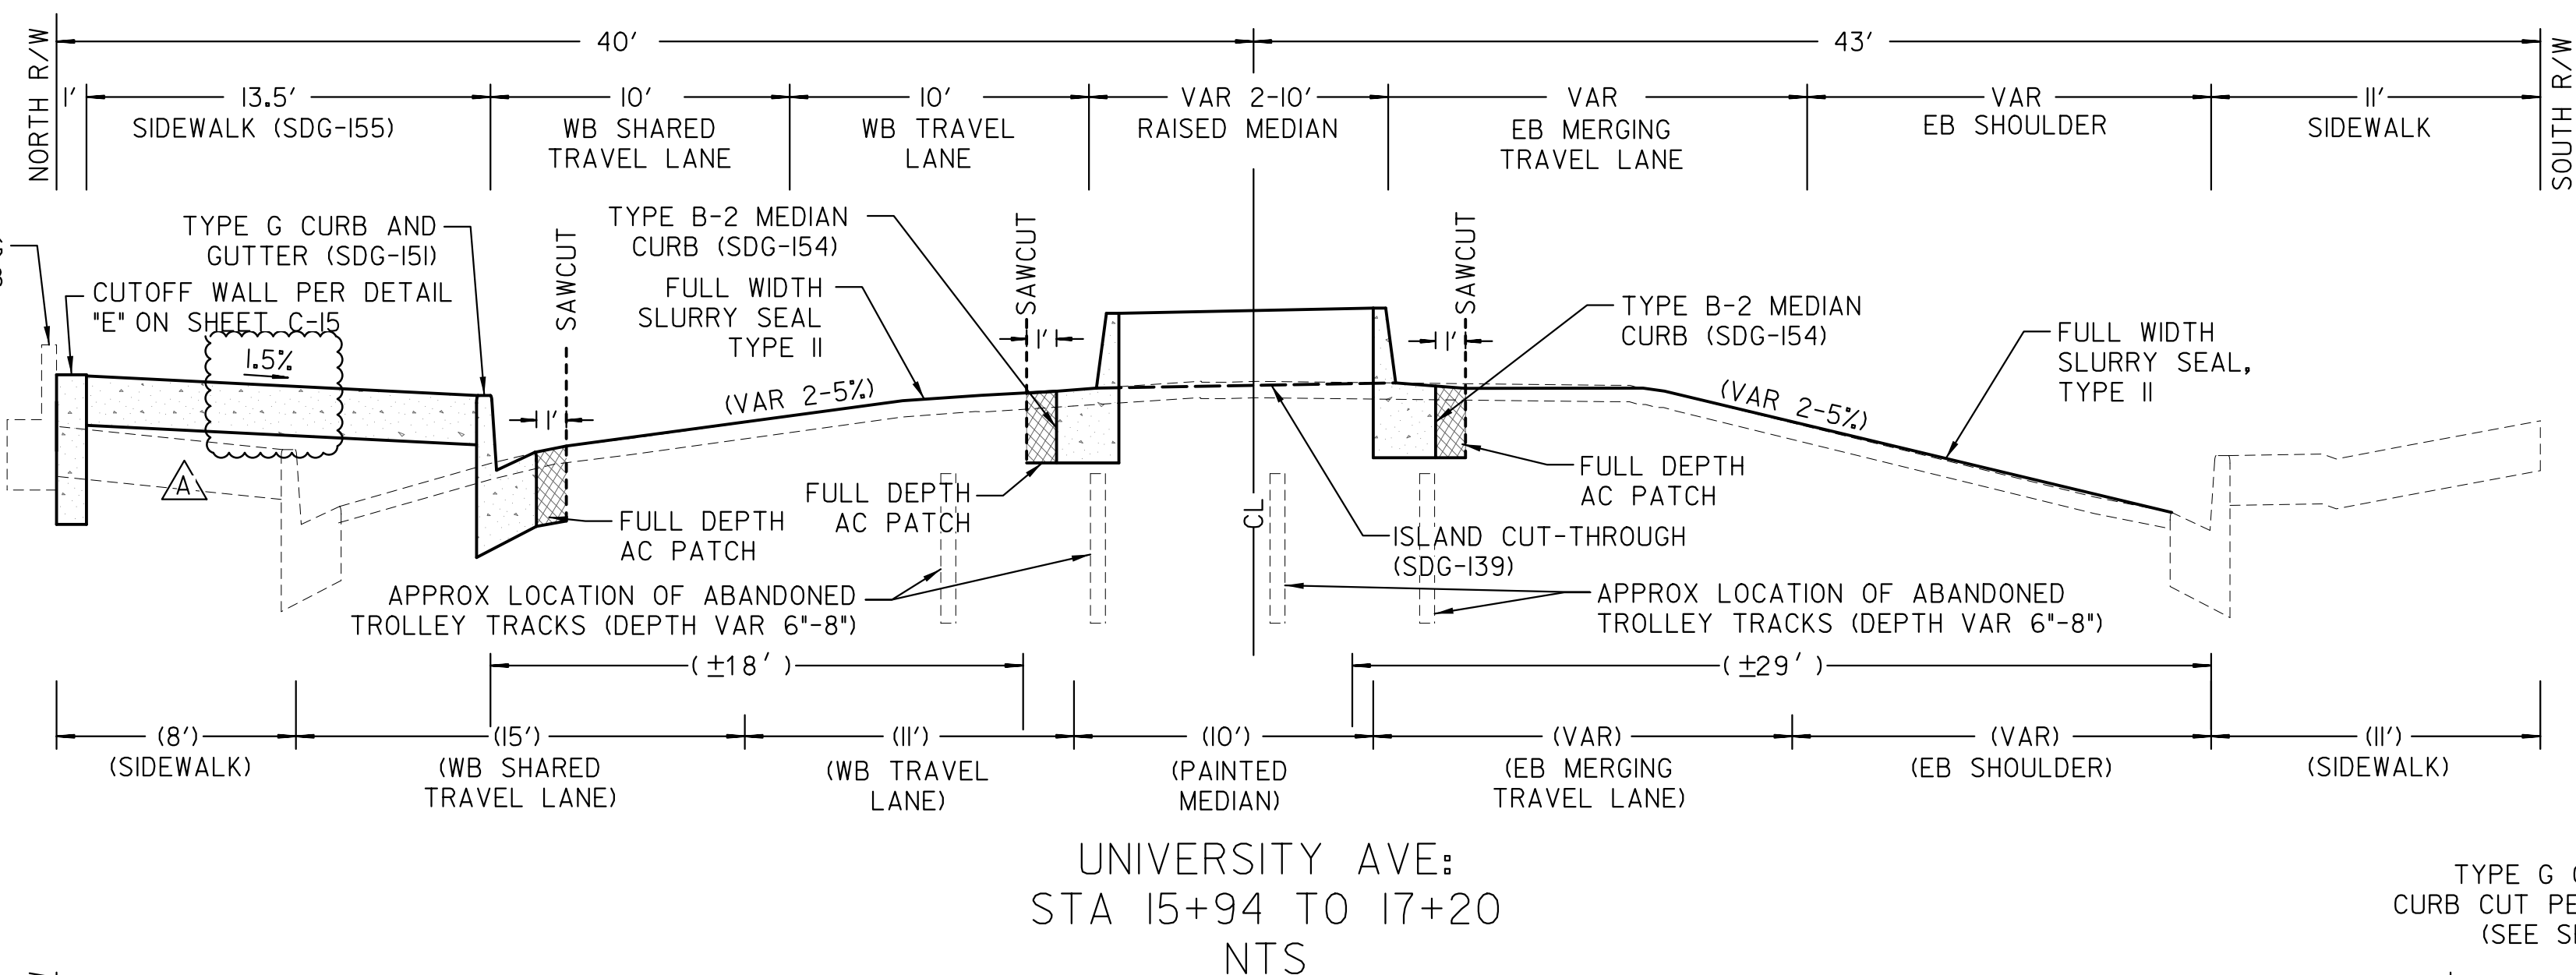 40'
43'
NORTH R/W
1'
13.5'
SIDEWALK (SDG-155)
10'
WB SHARED
TRAVEL LANE
10'
WB TRAVEL
LANE
VAR 2-10'
RAISED MEDIAN
VAR
EB MERGING
TRAVEL LANE
VAR
EB SHOULDER
11'
SIDEWALK
SOUTH R/W
TYPE G CURB AND
GUTTER (SDG-151)
CUTOFF WALL PER DETAIL
"E" ON SHEET C-15
1.5%
A
SAWCUT
1'
TYPE B-2 MEDIAN
CURB (SDG-154)
FULL WIDTH
SLURRY SEAL
TYPE II
(VAR 2-5%)
SAWCUT
1'
SAWCUT
1'
TYPE B-2 MEDIAN
CURB (SDG-154)
FULL WIDTH
SLURRY SEAL,
TYPE II
(VAR 2-5%)
FULL DEPTH
AC PATCH
FULL DEPTH
AC PATCH
CL
FULL DEPTH
AC PATCH
ISLAND CUT-THROUGH
(SDG-139)
APPROX LOCATION OF ABANDONED
TROLLEY TRACKS (DEPTH VAR 6"-8")
APPROX LOCATION OF ABANDONED
TROLLEY TRACKS (DEPTH VAR 6"-8")
(±18')
(±29')
(8')
(SIDEWALK)
(15')
(WB SHARED
TRAVEL LANE)
(11')
(WB TRAVEL
LANE)
(10')
(PAINTED
MEDIAN)
(VAR)
(EB MERGING
TRAVEL LANE)
(VAR)
(EB SHOULDER)
(11')
(SIDEWALK)
UNIVERSITY AVE:
STA 15+94 TO 17+20
NTS
TYPE G
CURB CUT
(SEE